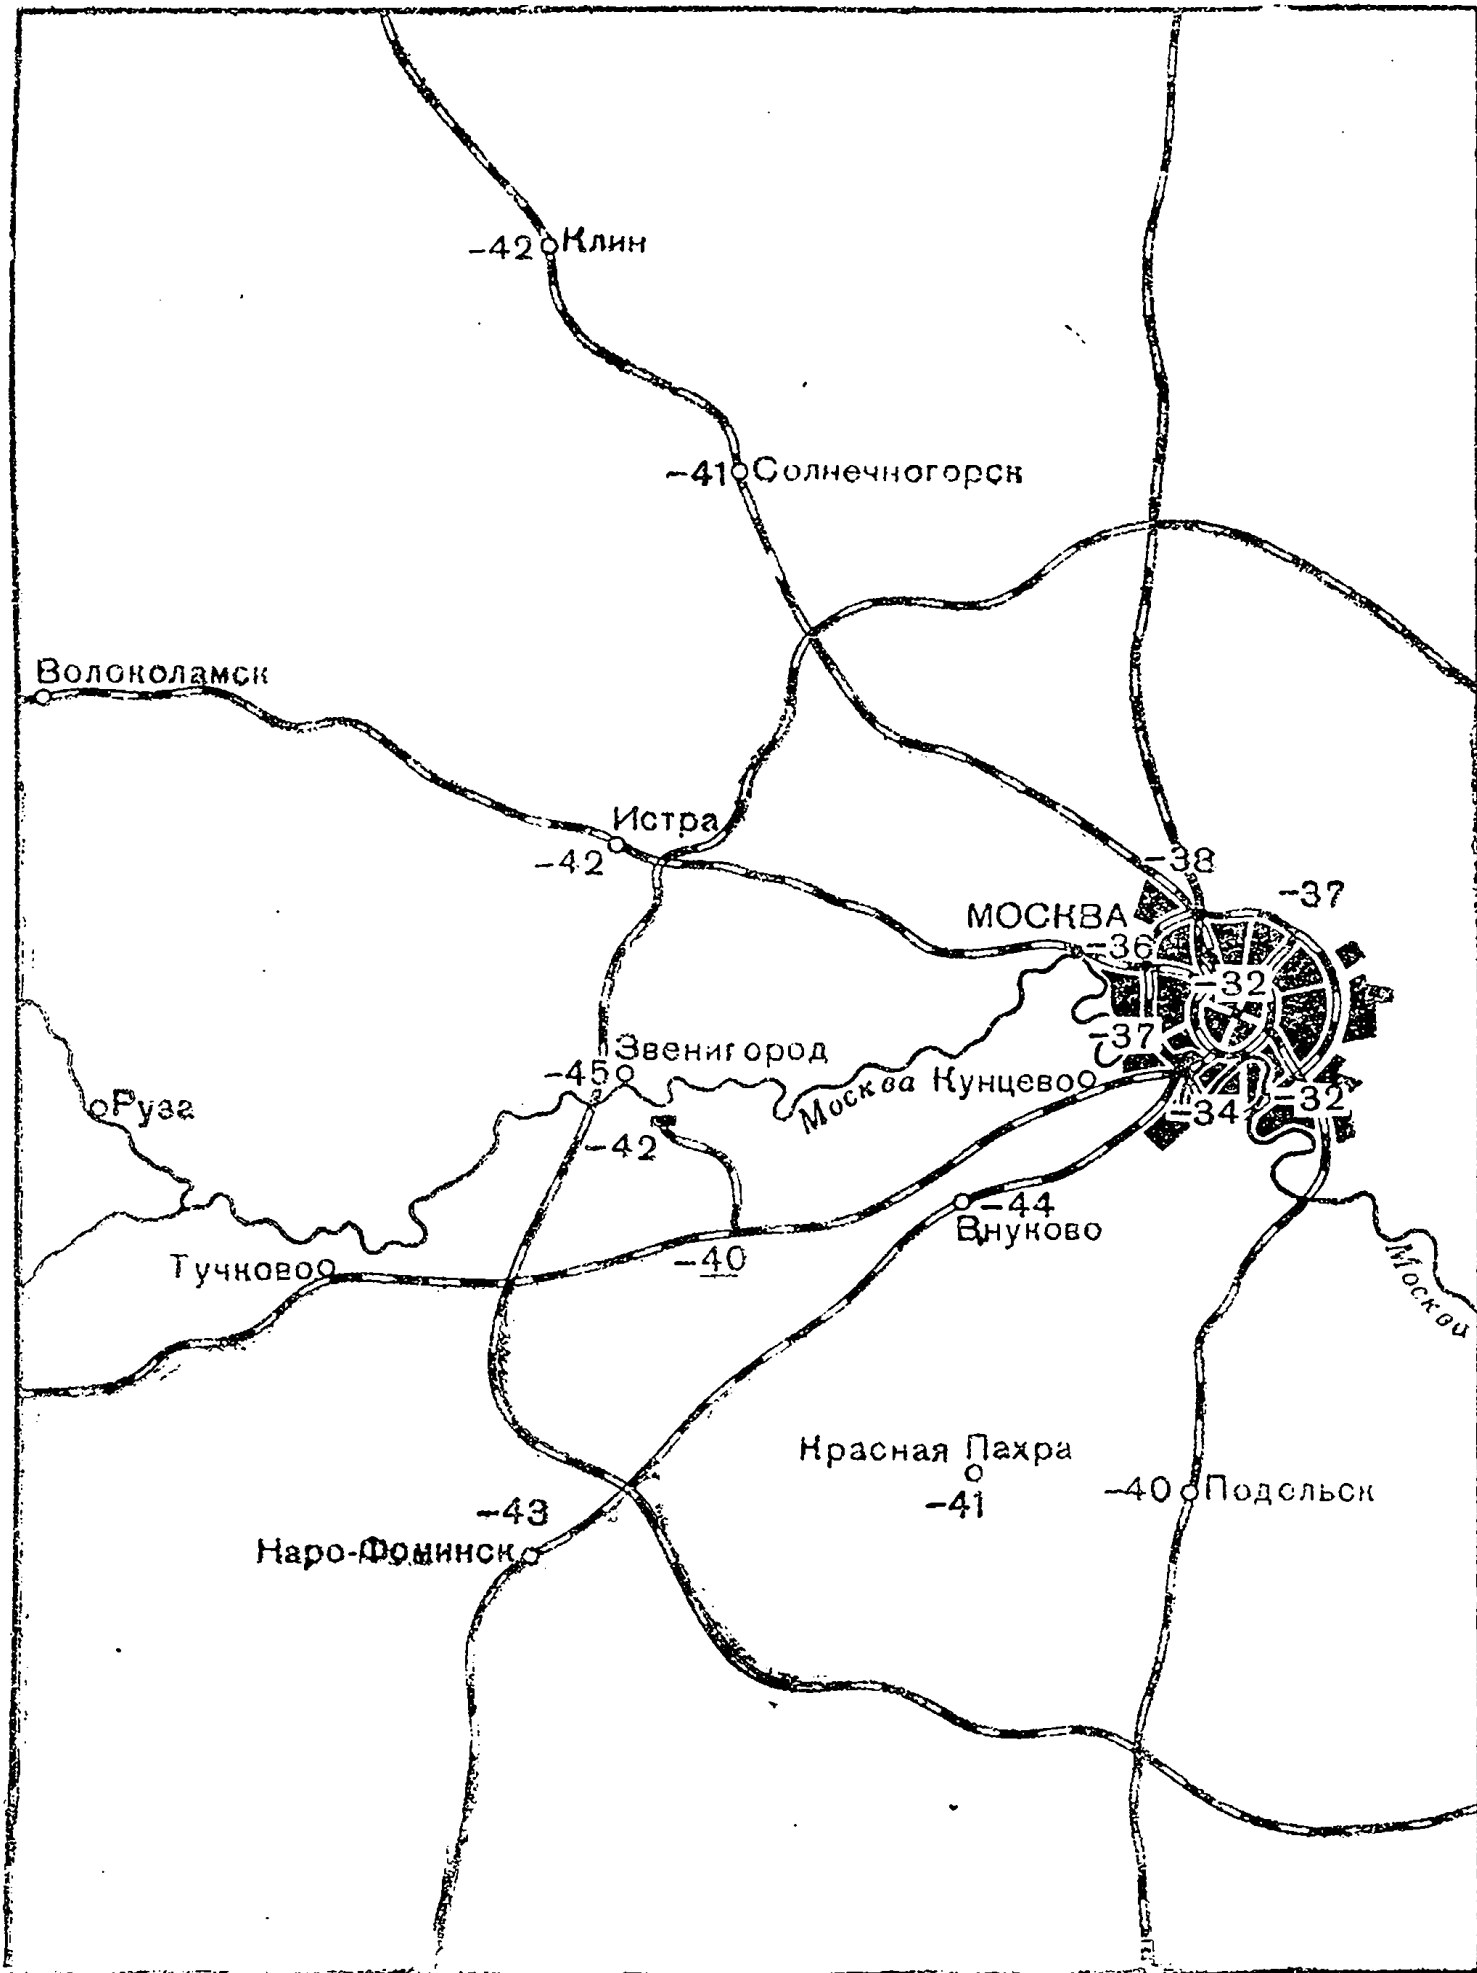 -42 Клин
-41 Солнечногорск
Волоколамск
Истра
-42
-38
-37
МОСКВА
-36
-32
-37
Звенигород
-45
Москва
Кунцево
Руза
-34
-32
-42
-44
Внуково
-40
Тучково
Москва
Красная Пахра
-41
-40 Подольск
-43
Наро-Фоминск